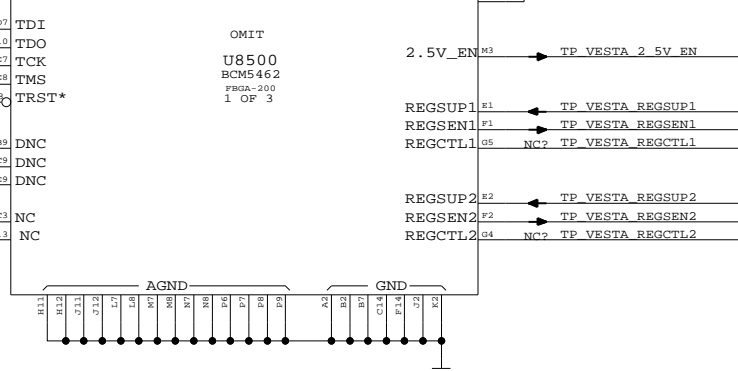 TDI
TDO
TCK
TMS
TRST*
DNC
DNC
DNC
NC
NC
OMIT
U8500
BCM5462
FBGA-200
1 OF 3
2.5V_EN M3 TP_VESTA_2_5V_EN
REGSUP1 E1 TP_VESTA_REGSUP1
REGSEN1 F1 TP_VESTA_REGSEN1
REGCTL1 G5 NC? TP_VESTA_REGCTL1
REGSUP2 E2 TP_VESTA_REGSUP2
REGSEN2 F2 TP_VESTA_REGSEN2
REGCTL2 G4 NC? TP_VESTA_REGCTL2
AGND
GND
H11 H12 J11 J12 L7 L8 M7 M8 N7 N8 P6 P7 P8 P9 A2 B2 B7 C14 F14 J2 K2